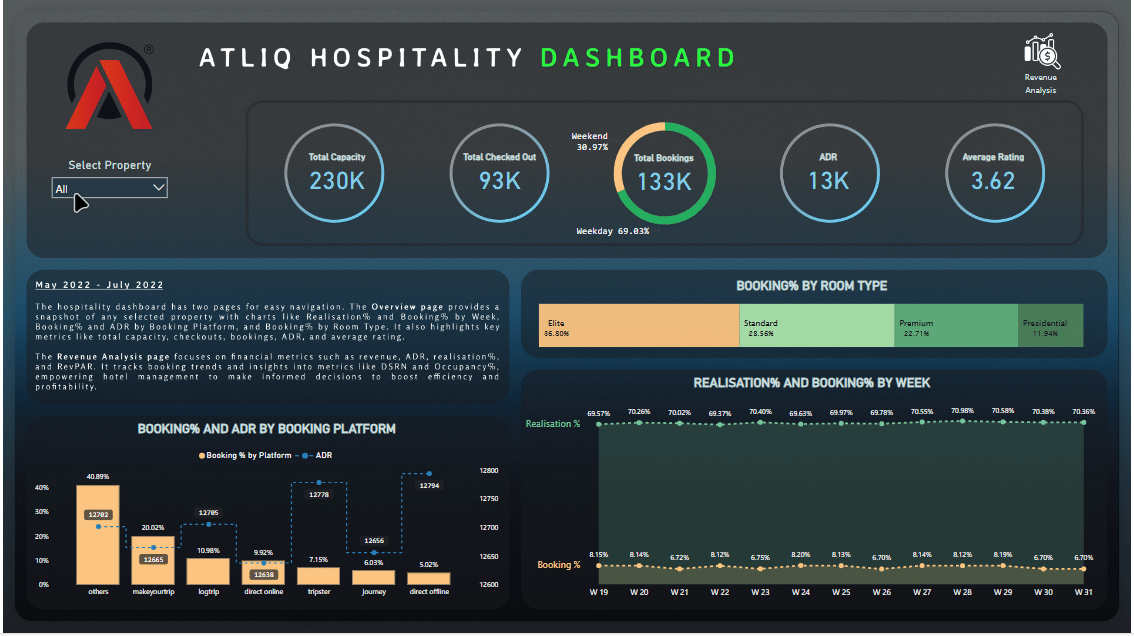 ATLIQ HOSPITALITY DASHBOARD
®
Revenue
Analysis
Select Property
All
Total Capacity
230K
Total Checked Out
93K
Weekend
30.97%
Total Bookings
133K
Weekday 69.03%
ADR
13K
Average Rating
3.62
May 2022 - July 2022
The hospitality dashboard has two pages for easy navigation. The Overview page provides a
snapshot of any selected property with charts like Realisation% and Booking% by Week,
Booking% and ADR by Booking Platform, and Booking% by Room Type. It also highlights key
metrics like total capacity, checkouts, bookings, ADR, and average rating.
The Revenue Analysis page focuses on financial metrics such as revenue, ADR, realisation%,
and RevPAR. It tracks booking trends and insights into metrics like DSRN and Occupancy%,
empowering hotel management to make informed decisions to boost efficiency and
profitability.
BOOKING% BY ROOM TYPE
Elite
36.80%
Standard
28.56%
Premium
22.71%
Presidential
11.94%
BOOKING% AND ADR BY BOOKING PLATFORM
Booking % by Platform ADR
40% 30% 20% 10% 0%
40.89% 20.02% 10.98% 9.92% 7.15% 6.03% 5.02%
12702 12665 12705 12638 12778 12656 12794
12800 12750 12700 12650 12600
others makeyourtrip logtrip direct online tripster journey direct offline
REALISATION% AND BOOKING% BY WEEK
Realisation %
69.57% 70.26% 70.02% 69.37% 70.40% 69.63% 69.97% 69.78% 70.55% 70.98% 70.58% 70.38% 70.36%
Booking %
8.15% 8.14% 6.72% 8.12% 6.75% 8.20% 8.13% 6.70% 8.14% 8.12% 8.19% 6.70% 6.70%
W 19 W 20 W 21 W 22 W 23 W 24 W 25 W 26 W 27 W 28 W 29 W 30 W 31